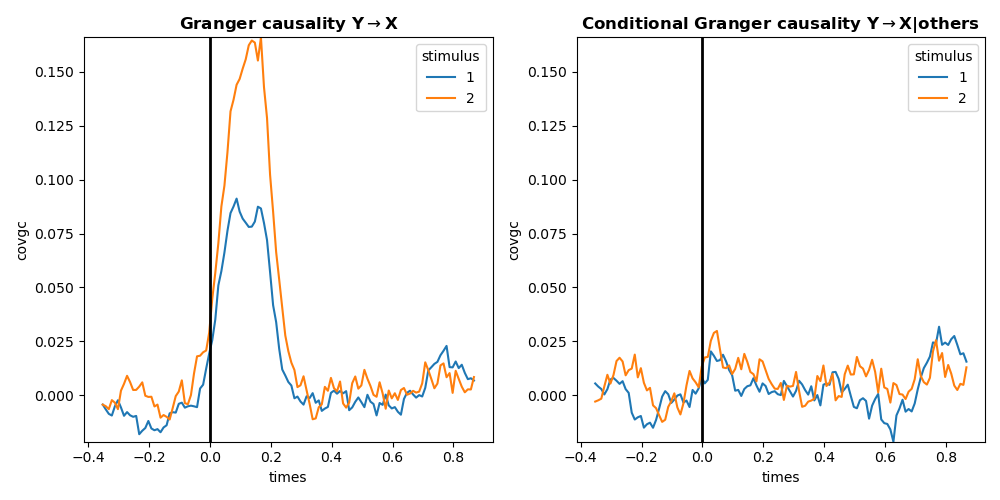 Granger causality Y→X
covgc
0.150
0.125
0.100
0.075
0.050
0.025
0.000
−0.4 −0.2 0.0 0.2 0.4 0.6 0.8
times
stimulus
1
2
Conditional Granger causality Y→X|others
covgc
0.150
0.125
0.100
0.075
0.050
0.025
0.000
−0.4 −0.2 0.0 0.2 0.4 0.6 0.8
times
stimulus
1
2